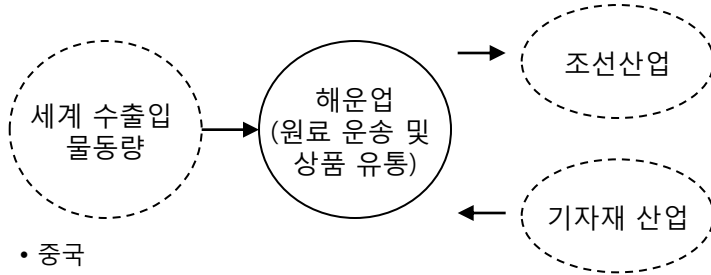 세계 수출입
물동량
해운업
(원료 운송 및
상품 유통)
조선산업
기자재 산업
• 중국